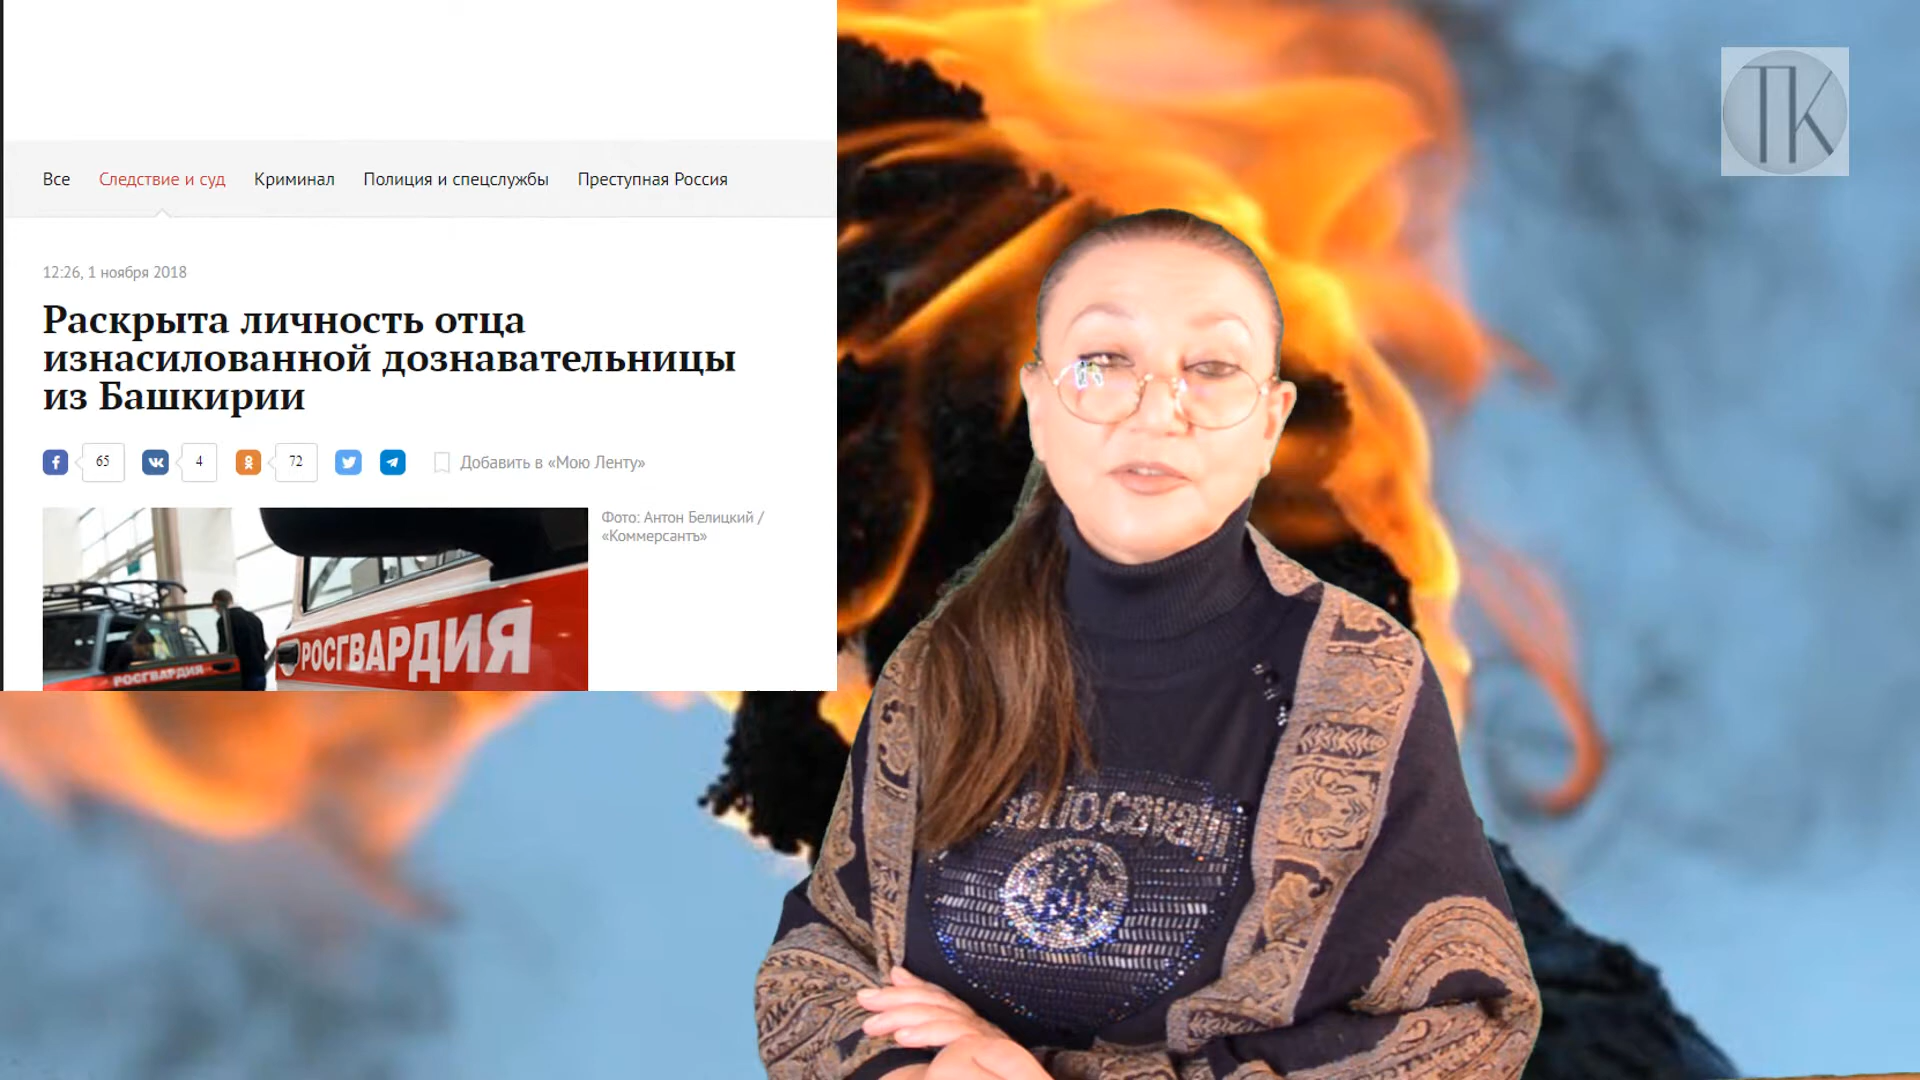 ТК
Все Следствие и суд Криминал Полиция и спецслужбы Преступная Россия
12:26, 1 ноября 2018
Раскрыта личность отца
изнасилованной дознавательницы
из Башкирии
65 4 72 Добавить в «Мою Ленту»
Фото: Антон Белицкий /
«Коммерсантъ»
РОСГВАРДИЯ
РОСГВАРДИЯ